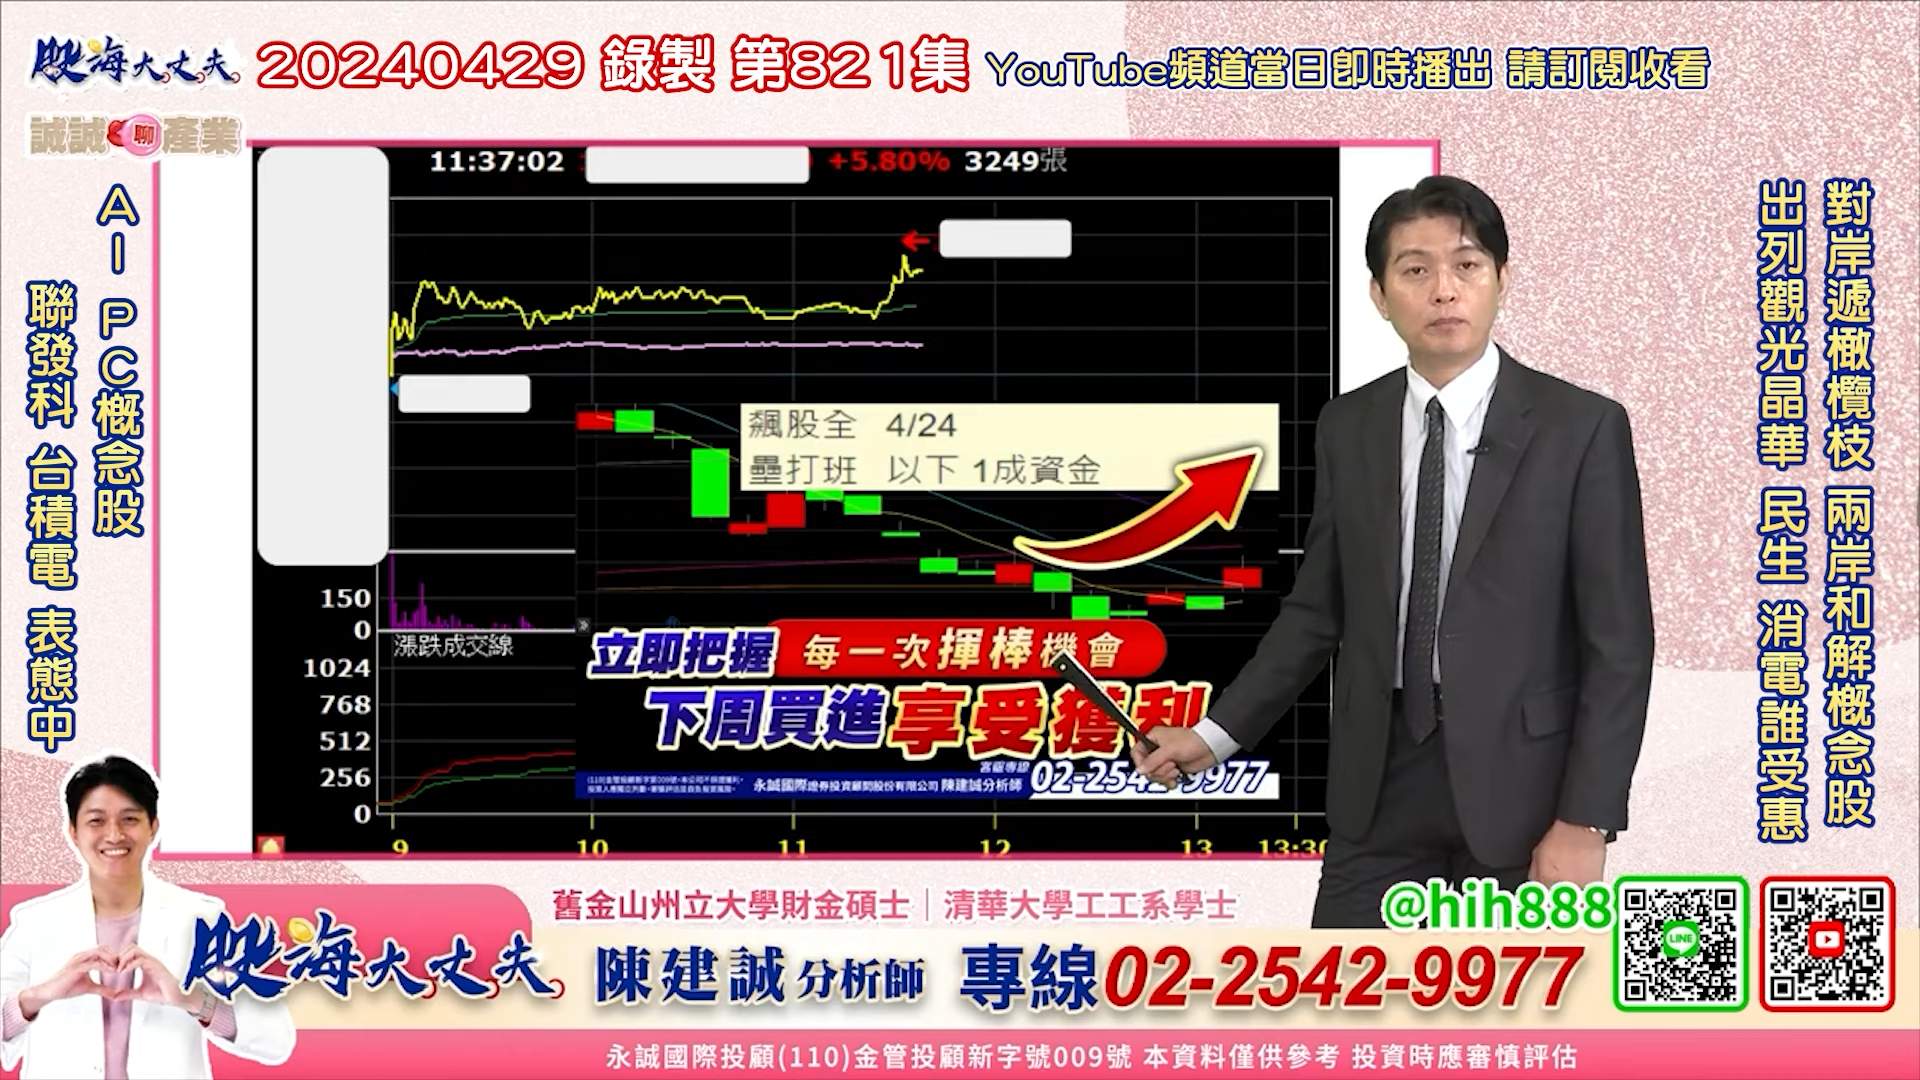 股海大丈夫
20240429 錄製 第821集
YouTube頻道當日即時播出 請訂閱收看
誠誠聊產業
AI PC概念股
聯發科 台積電 表態中
對岸遞橄欖枝 兩岸和解概念股
出列觀光晶華 民生 消電誰受惠
11:37:02
+5.80% 3249張
飆股全 4/24
壘打班 以下 1成資金
150
0
漲跌成交線
1024
768
512
256
0
立即把握 每一次揮棒機會
下周買進享受獲利
客服專線 02-2542-9977
永誠國際證券投資顧問股份有限公司 陳建誠分析師
9 10 11 12 13 13:30
舊金山州立大學財金碩士｜清華大學工工系學士
@hih888
LINE
股海大丈夫
陳建誠分析師 專線02-2542-9977
永誠國際投顧(110)金管投顧新字號009號 本資料僅供參考 投資時應審慎評估